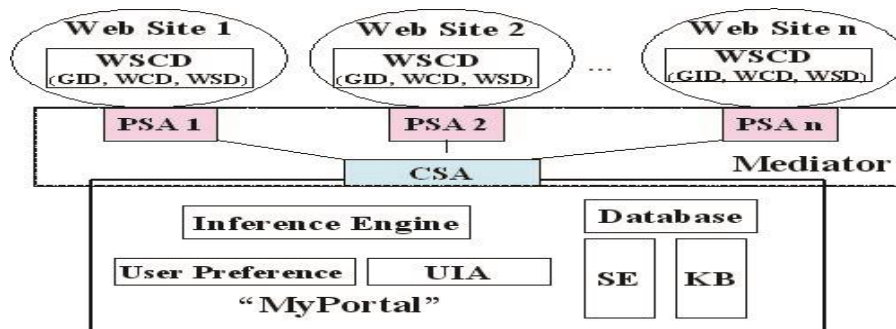 Web Site 1
WSCD
(GID, WCD, WSD)
Web Site 2
WSCD
(GID, WCD, WSD)
...
Web Site n
WSCD
(GID, WCD, WSD)
PSA 1
PSA 2
PSA n
Mediator
CSA
Inference Engine
Database
User Preference
UIA
SE
KB
“MyPortal”